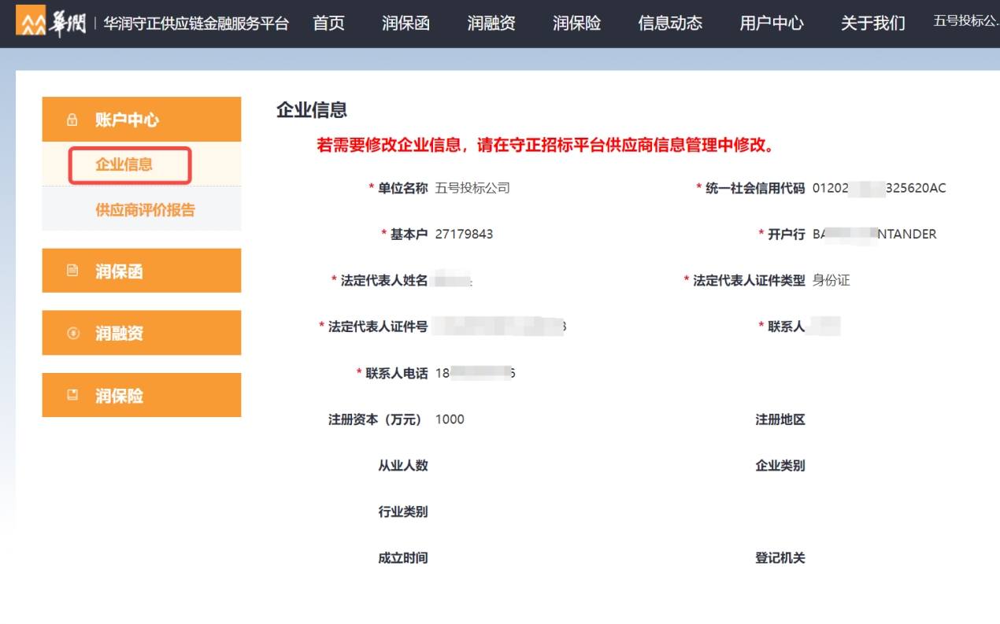 華潤 | 华润守正供应链金融服务平台 首页 润保函 润融资 润保险 信息动态 用户中心 关于我们 五号投标公...
账户中心
企业信息
供应商评价报告
润保函
润融资
润保险
企业信息
若需要修改企业信息，请在守正招标平台供应商信息管理中修改。
* 单位名称 五号投标公司 * 统一社会信用代码 01202 325620AC
* 基本户 27179843 * 开户行 BA NTANDER
* 法定代表人姓名 * 法定代表人证件类型 身份证
* 法定代表人证件号 * 联系人
* 联系人电话 18 6
注册资本（万元） 1000 注册地区
从业人数 企业类别
行业类别
成立时间 登记机关